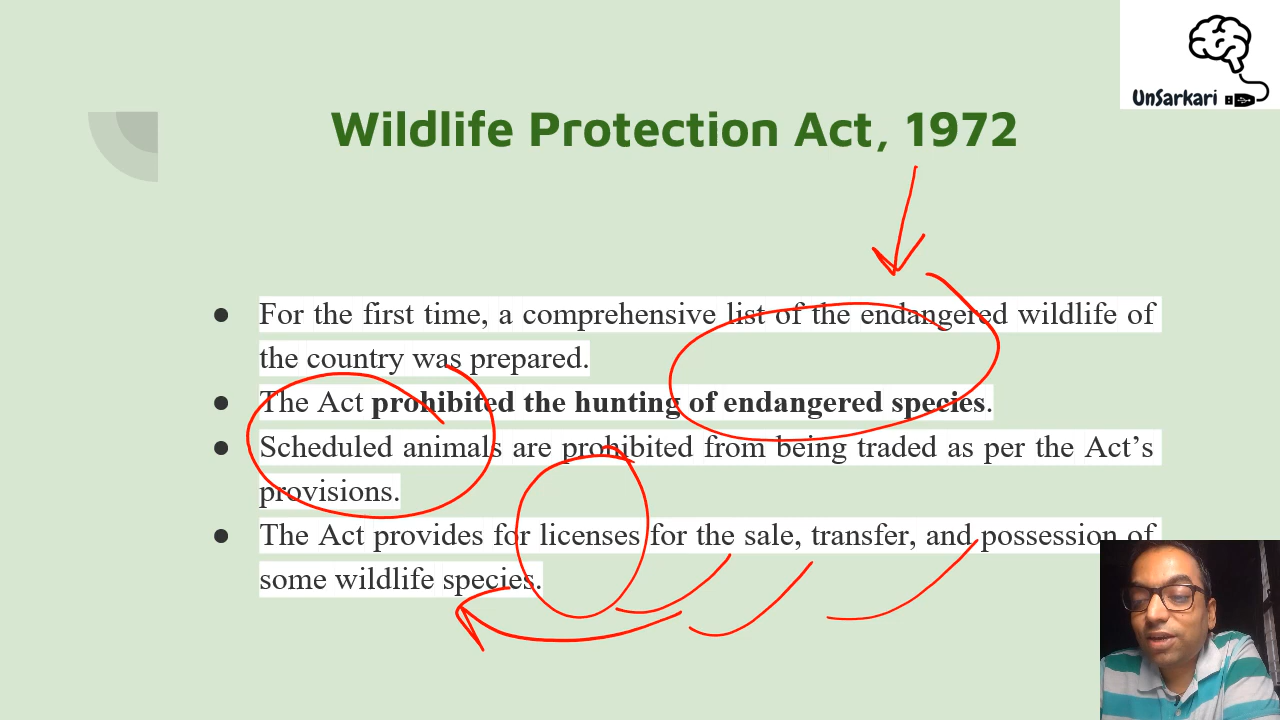 UnSarkari
Wildlife Protection Act, 1972
● For the first time, a comprehensive list of the endangered wildlife of
the country was prepared.
● The Act prohibited the hunting of endangered species.
● Scheduled animals are prohibited from being traded as per the Act’s
provisions.
● The Act provides for licenses for the sale, transfer, and possession of
some wildlife species.